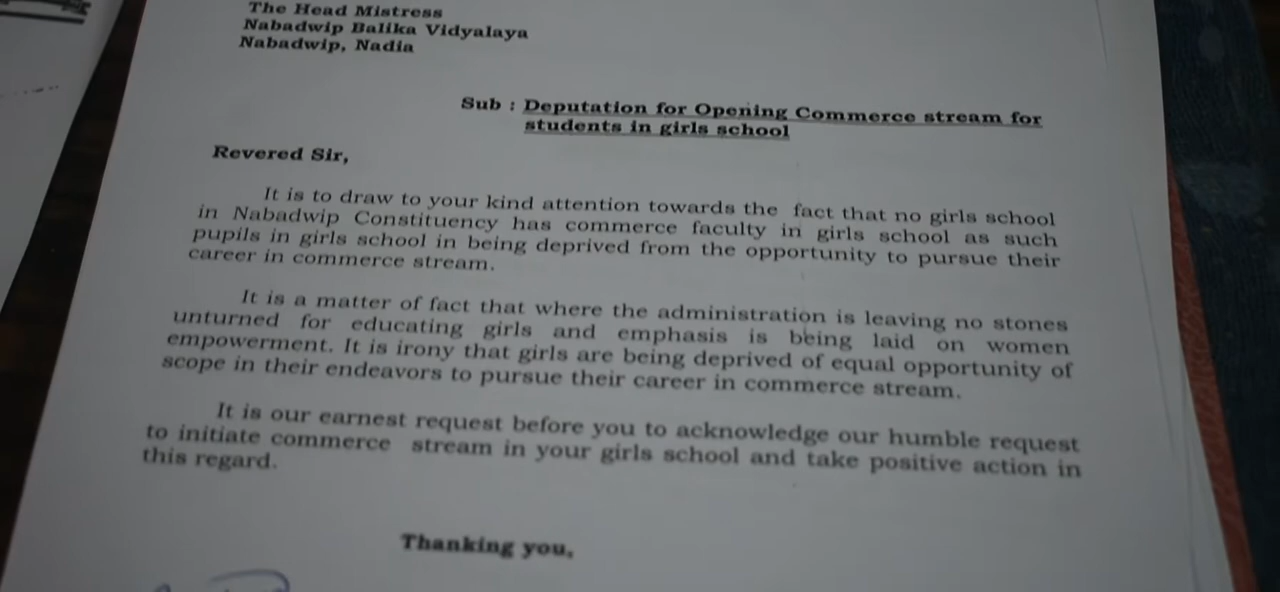 The Head Mistress
Nabadwip Balika Vidyalaya
Nabadwip, Nadia
Sub : Deputation for Opening Commerce stream for
students in girls school
Revered Sir,
It is to draw to your kind attention towards the fact that no girls school
in Nabadwip Constituency has commerce faculty in girls school as such
pupils in girls school in being deprived from the opportunity to pursue their
career in commerce stream.
It is a matter of fact that where the administration is leaving no stones
unturned for educating girls and emphasis is being laid on women
empowerment. It is irony that girls are being deprived of equal opportunity of
scope in their endeavors to pursue their career in commerce stream.
It is our earnest request before you to acknowledge our humble request
to initiate commerce stream in your girls school and take positive action in
this regard.
Thanking you,